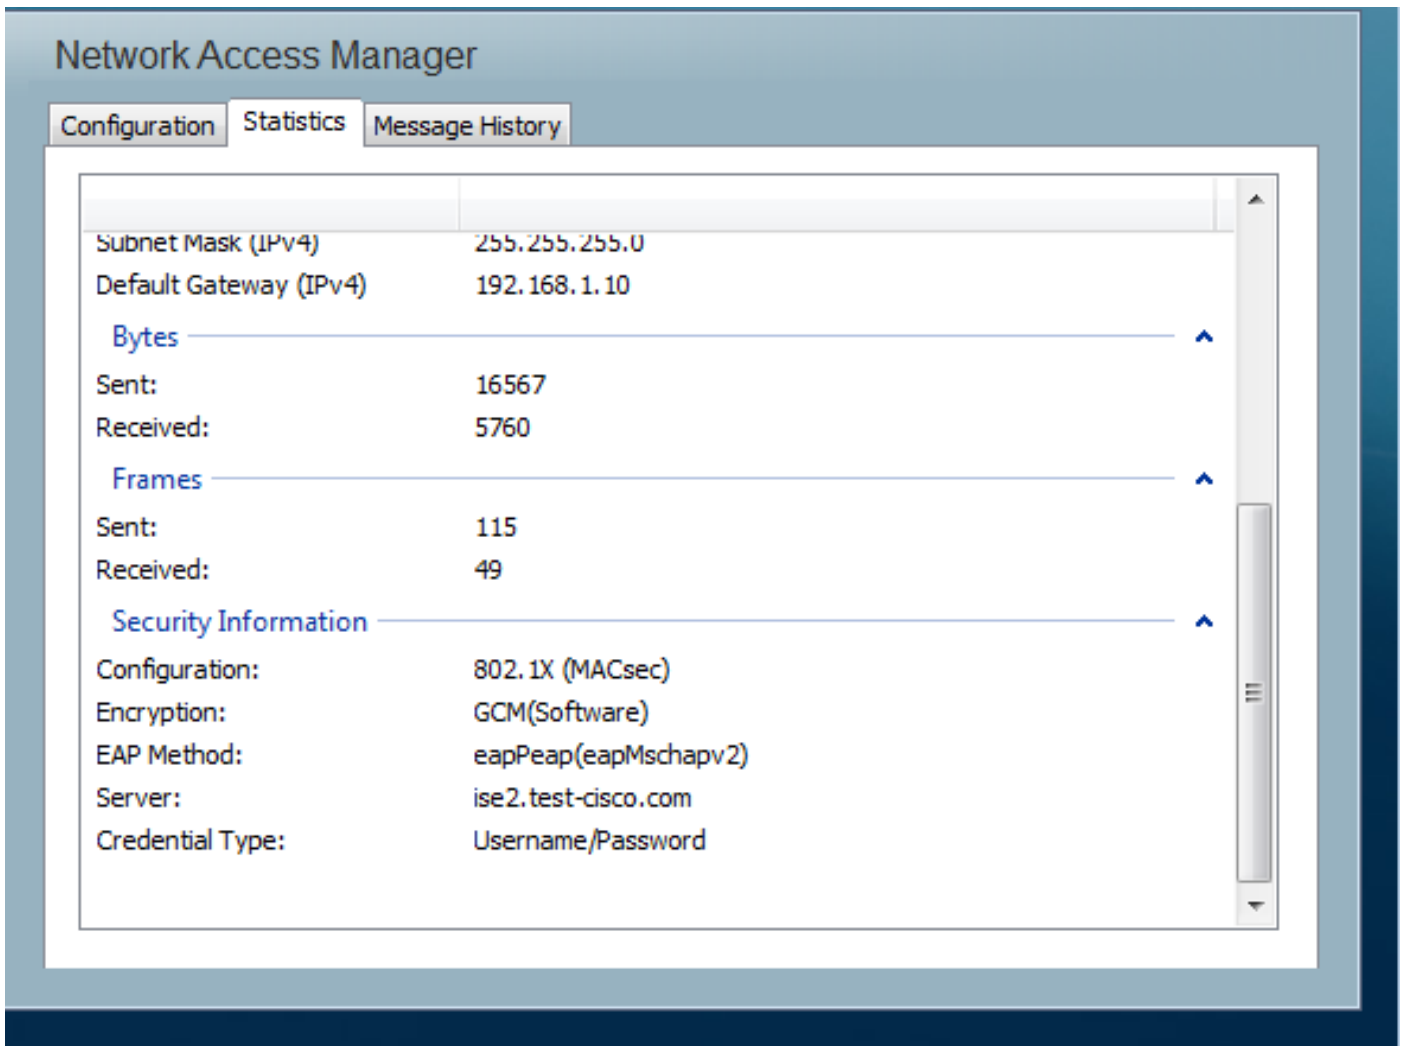 Network Access Manager
Configuration Statistics Message History
Subnet Mask (IPv4) 255.255.255.0
Default Gateway (IPv4) 192.168.1.10
Bytes
Sent: 16567
Received: 5760
Frames
Sent: 115
Received: 49
Security Information
Configuration: 802.1X (MACsec)
Encryption: GCM(Software)
EAP Method: eapPeap(eapMschapv2)
Server: ise2.test-cisco.com
Credential Type: Username/Password